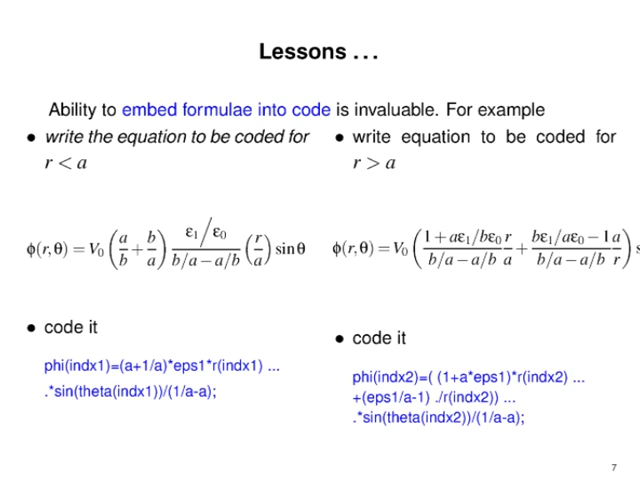 Lessons ...
Ability to embed formulae into code is invaluable. For example
• write the equation to be coded for
r < a
ϕ(r,θ) = V₀ (a/b + b/a) (ε₁/ε₀)/(b/a − a/b) (r/a) sinθ
• code it
phi(indx1)=(a+1/a)*eps1*r(indx1) ...
.*sin(theta(indx1))/(1/a-a);
• write equation to be coded for
r > a
ϕ(r,θ) = V₀ ((1 + aε₁/bε₀)/(b/a − a/b) r/a + (bε₁/aε₀ − 1)/(b/a − a/b) a/r) s
• code it
phi(indx2)=( (1+a*eps1)*r(indx2) ...
+(eps1/a-1) ./r(indx2)) ...
.*sin(theta(indx2))/(1/a-a);
7